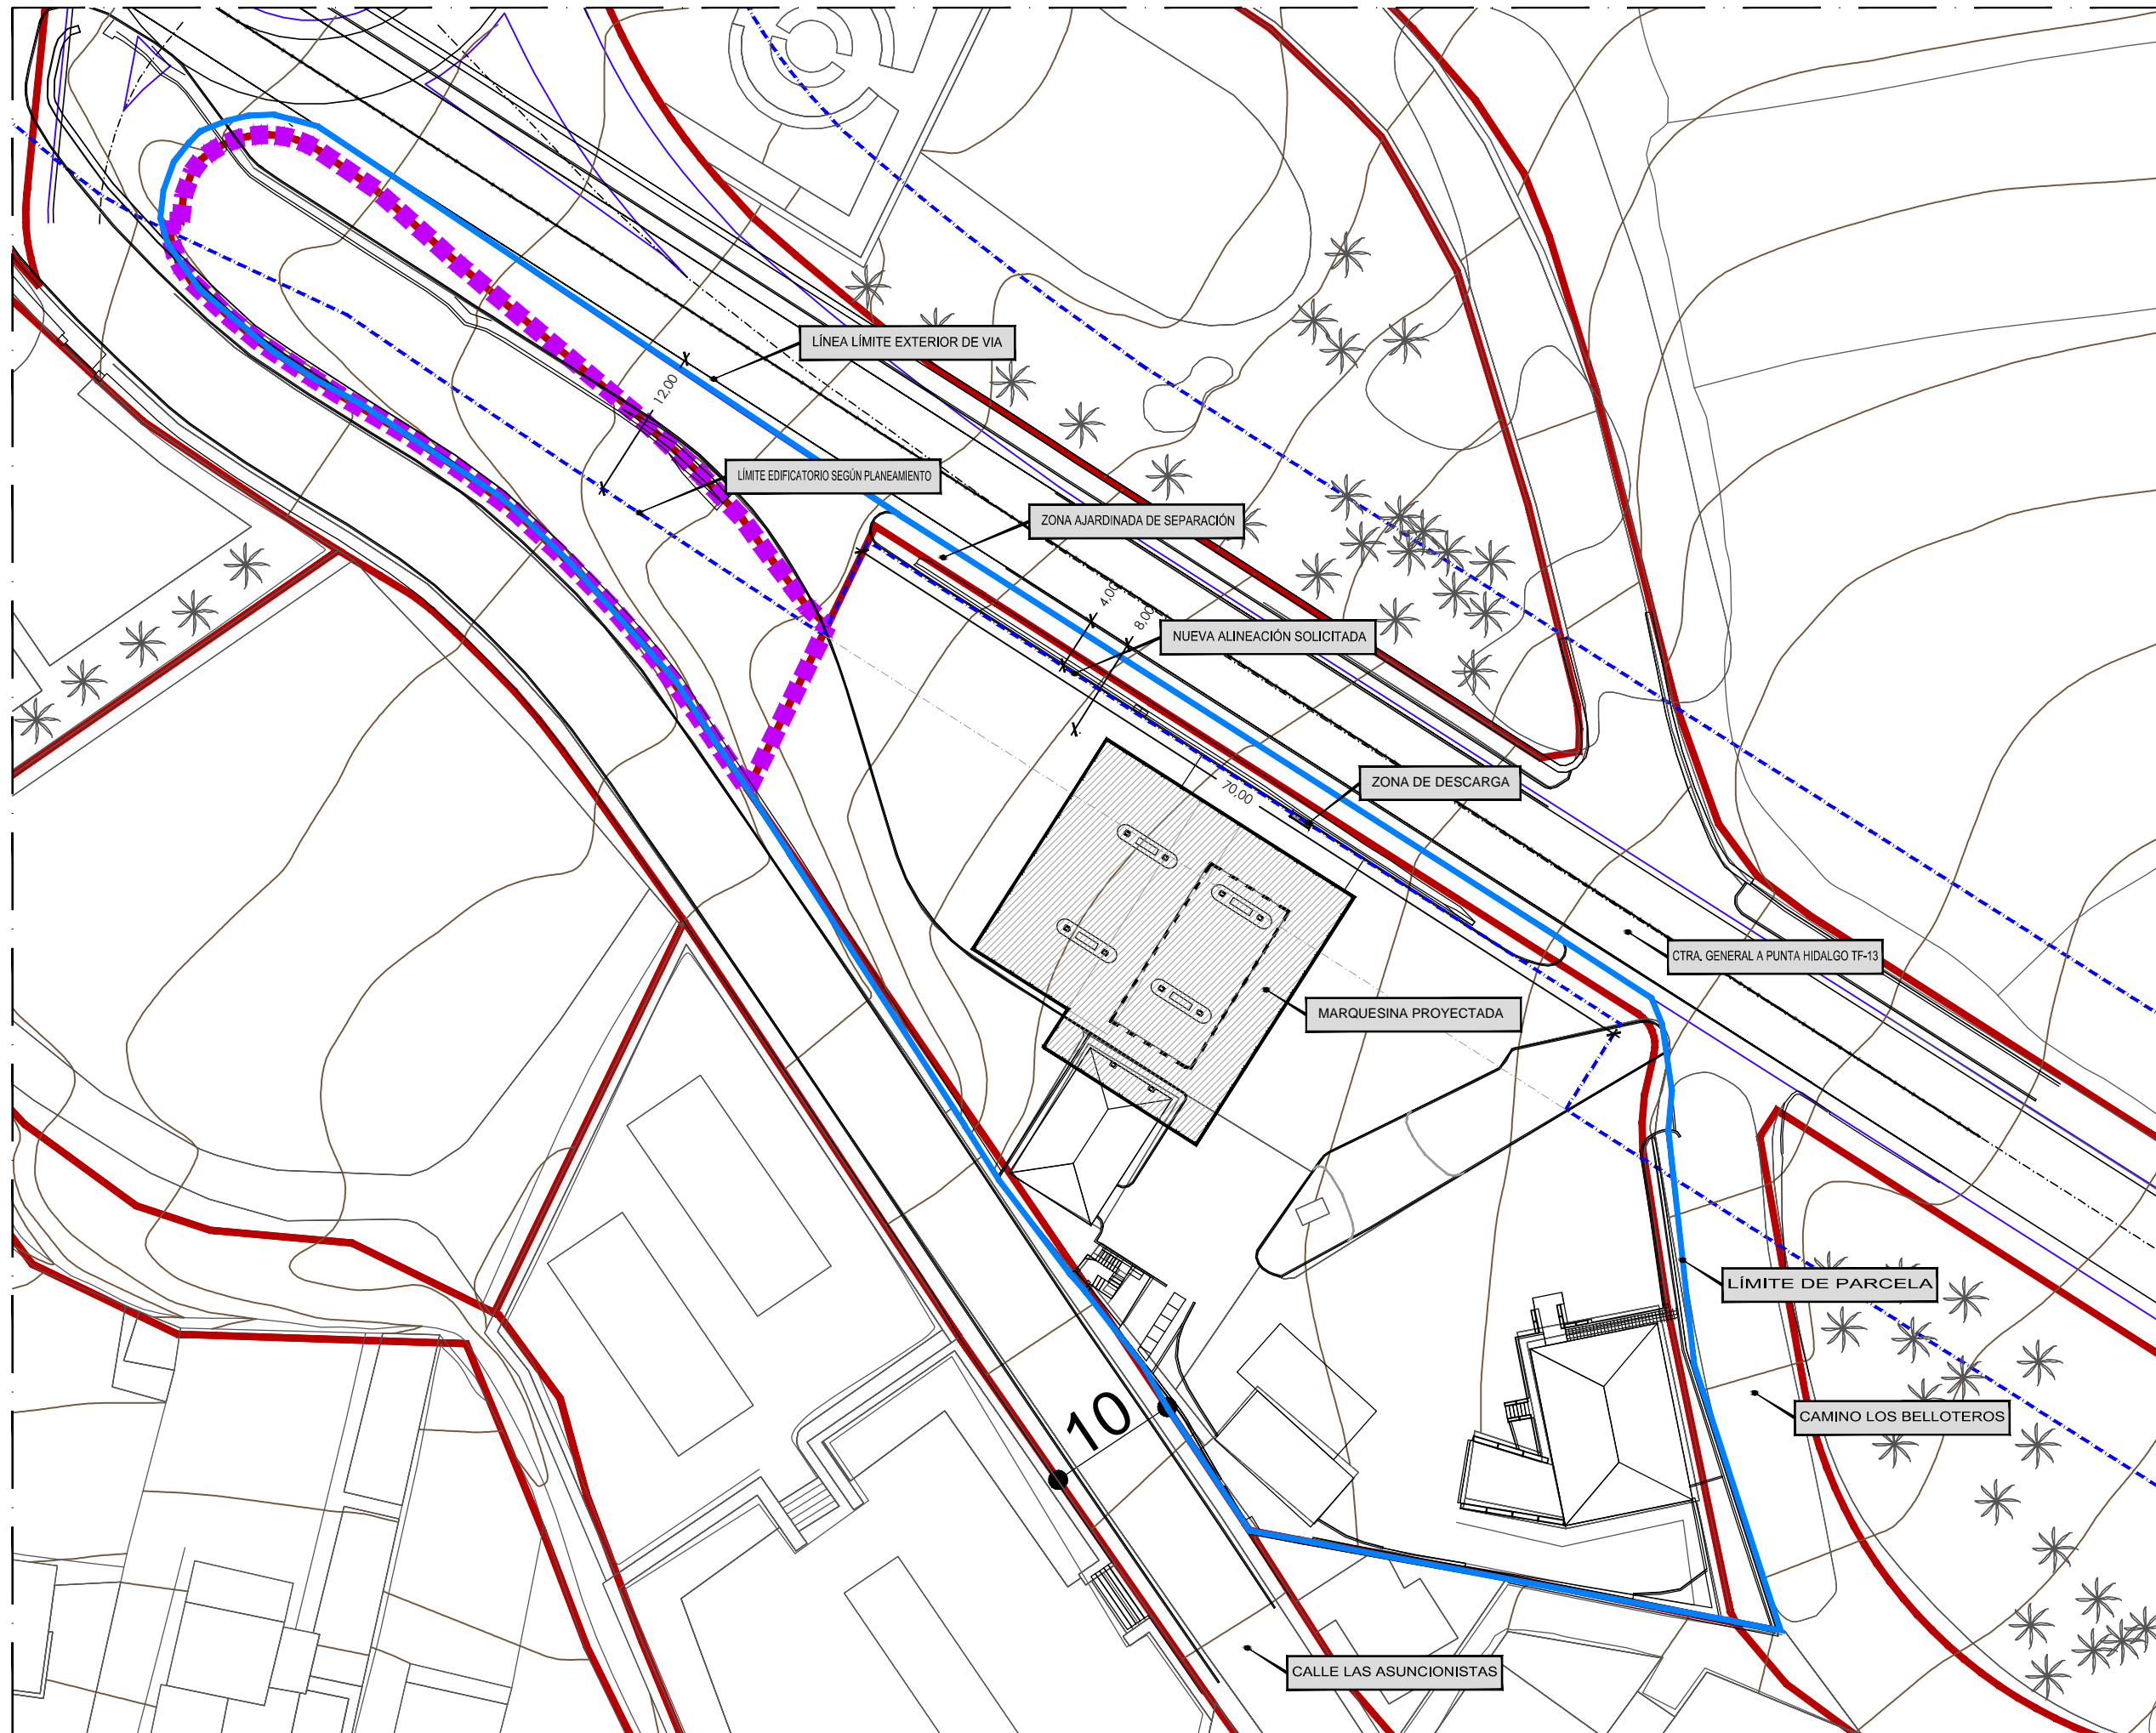 LÍNEA LÍMITE EXTERIOR DE VIA
12,00
LÍMITE EDIFICATORIO SEGÚN PLANEAMIENTO
ZONA AJARDINADA DE SEPARACIÓN
4,00
8,00
NUEVA ALINEACIÓN SOLICITADA
ZONA DE DESCARGA
70,00
CTRA. GENERAL A PUNTA HIDALGO TF-13
MARQUESINA PROYECTADA
LÍMITE DE PARCELA
10
CAMINO LOS BELLOTEROS
CALLE LAS ASUNCIONISTAS